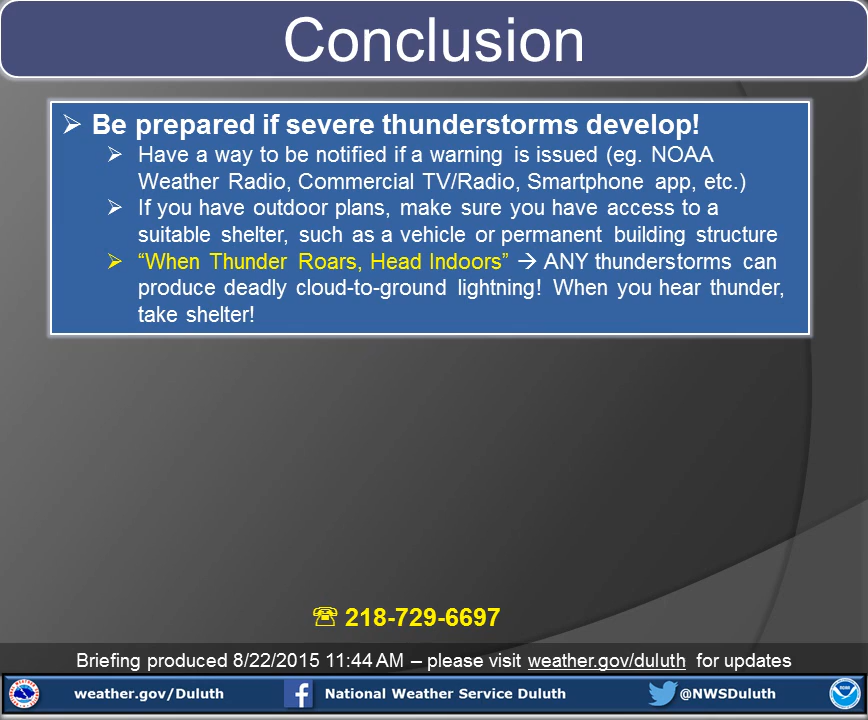 Conclusion
➢ Be prepared if severe thunderstorms develop!
➢ Have a way to be notified if a warning is issued (eg. NOAA
Weather Radio, Commercial TV/Radio, Smartphone app, etc.)
➢ If you have outdoor plans, make sure you have access to a
suitable shelter, such as a vehicle or permanent building structure
➢ “When Thunder Roars, Head Indoors” → ANY thunderstorms can
produce deadly cloud-to-ground lightning! When you hear thunder,
take shelter!
☎ 218-729-6697
Briefing produced 8/22/2015 11:44 AM – please visit weather.gov/duluth for updates
weather.gov/Duluth National Weather Service Duluth @NWSDuluth